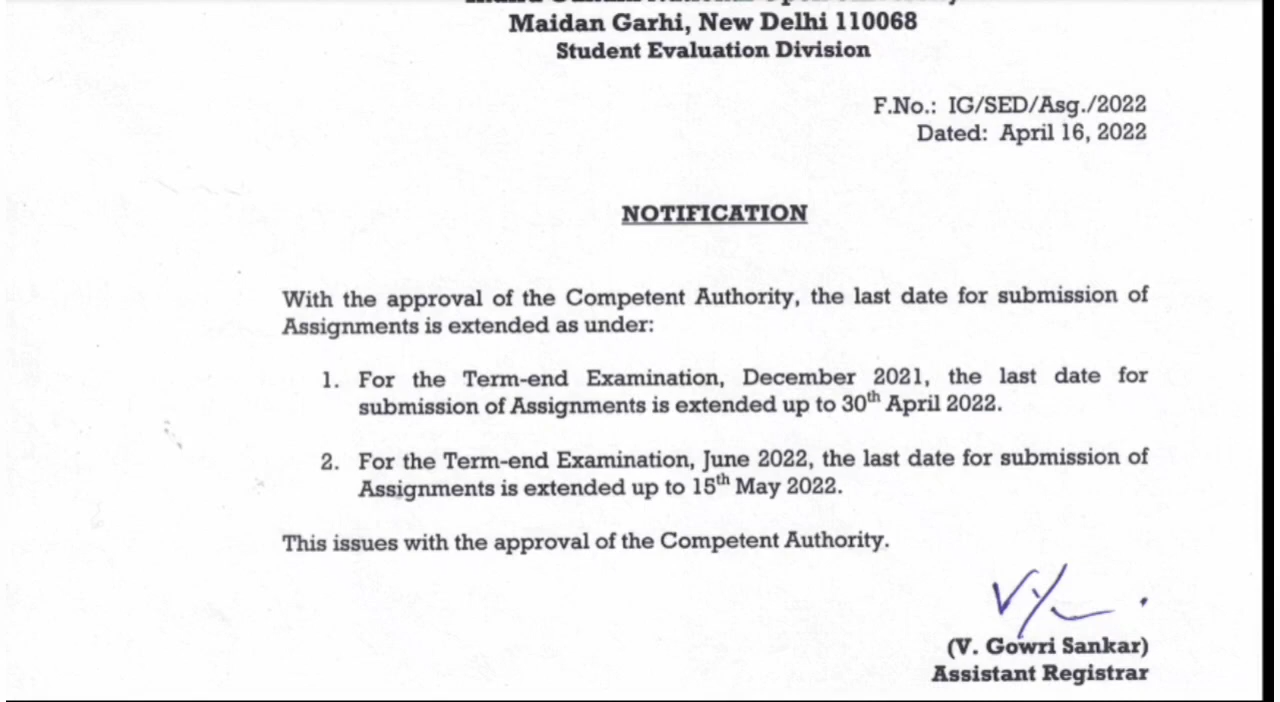 Maidan Garhi, New Delhi 110068
Student Evaluation Division
F.No.: IG/SED/Asg./2022
Dated: April 16, 2022
NOTIFICATION
With the approval of the Competent Authority, the last date for submission of
Assignments is extended as under:
1. For the Term-end Examination, December 2021, the last date for
submission of Assignments is extended up to 30th April 2022.
2. For the Term-end Examination, June 2022, the last date for submission of
Assignments is extended up to 15th May 2022.
This issues with the approval of the Competent Authority.
(V. Gowri Sankar)
Assistant Registrar